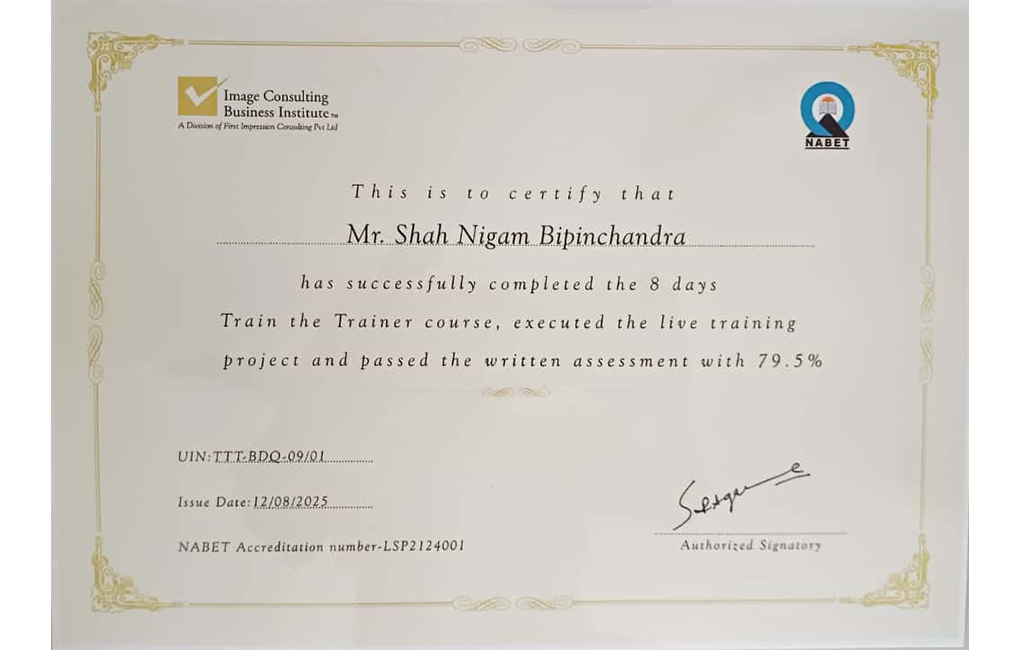 Image Consulting
Business Institute TM
A Division of First Impression Consulting Pvt Ltd
NABET
This is to certify that
Mr. Shah Nigam Bipinchandra
has successfully completed the 8 days
Train the Trainer course, executed the live training
project and passed the written assessment with 79.5%
UIN:TTT-BDQ-09/01
Issue Date:12/08/2025
NABET Accreditation number-LSP2124001
Authorized Signatory